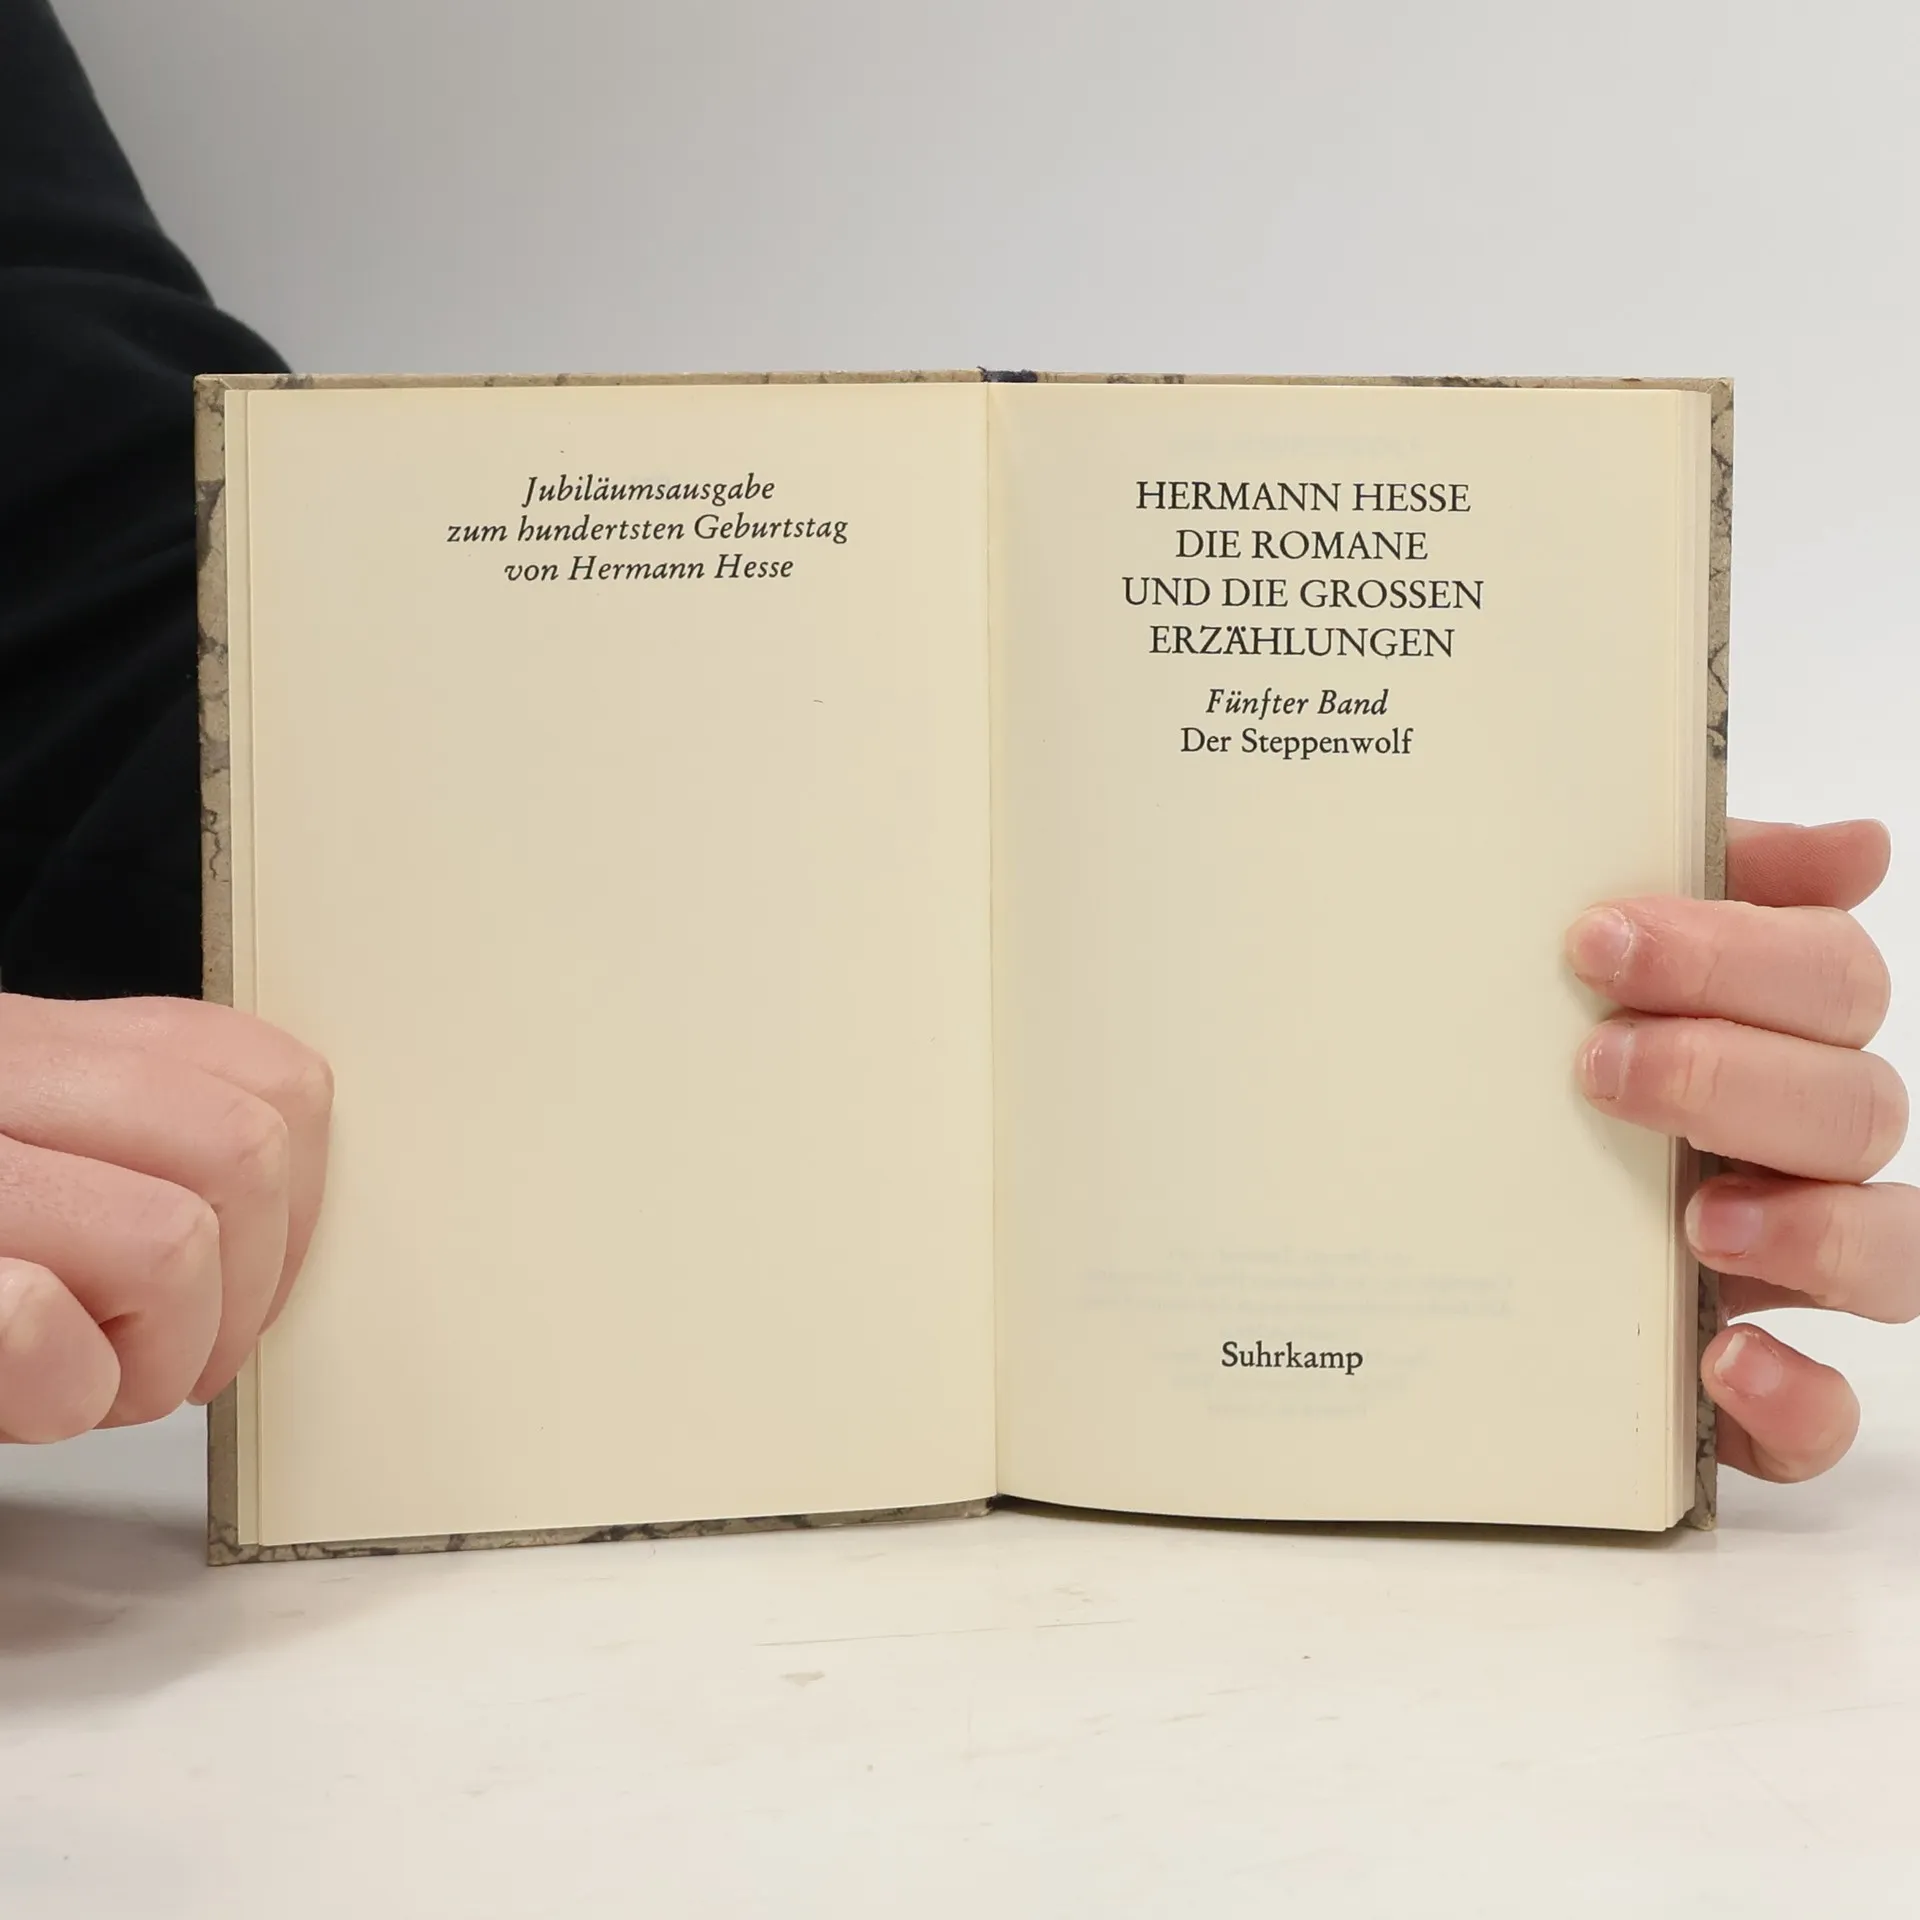 Jubiläumsausgabe
zum hundertsten Geburtstag
von Hermann Hesse
HERMANN HESSE
DIE ROMANE
UND DIE GROSSEN
ERZÄHLUNGEN
Fünfter Band
Der Steppenwolf
Suhrkamp